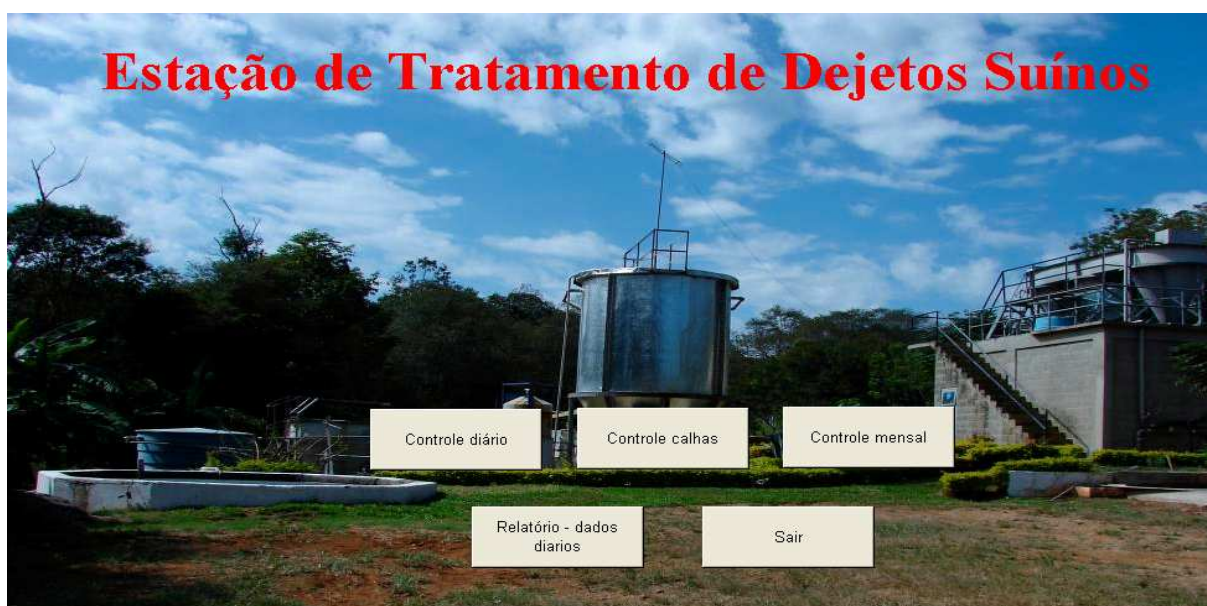 Estação de Tratamento de Dejetos Suínos
Controle diário
Controle calhas
Controle mensal
Relatório - dados
diarios
Sair